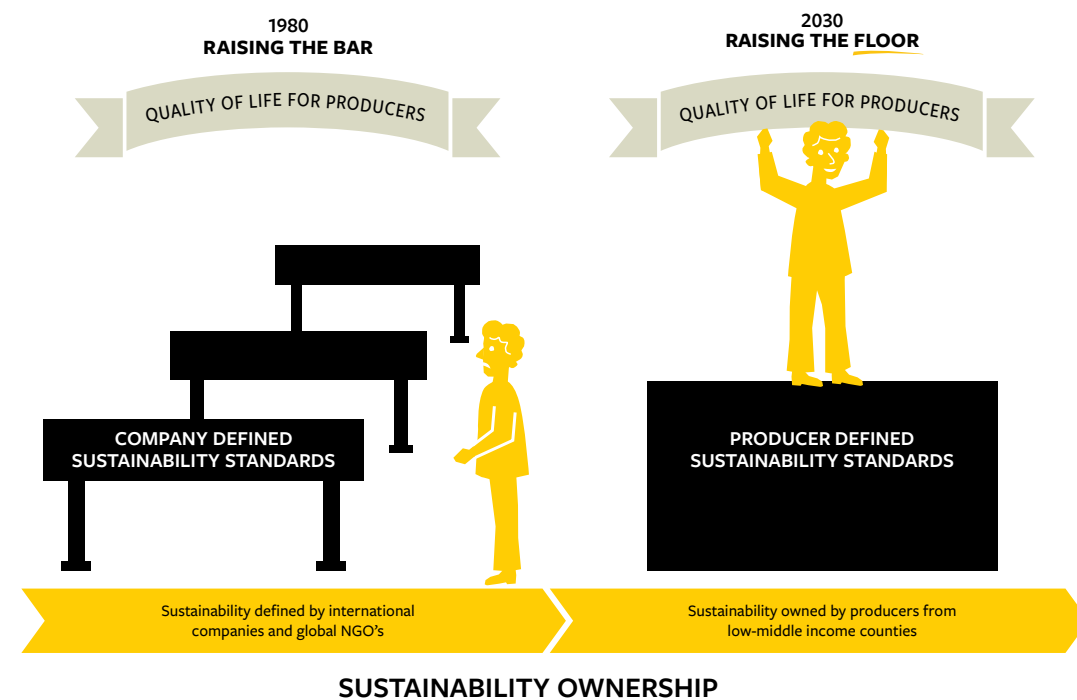 1980
RAISING THE BAR
QUALITY OF LIFE FOR PRODUCERS
COMPANY DEFINED
SUSTAINABILITY STANDARDS
Sustainability defined by international
companies and global NGO’s
2030
RAISING THE FLOOR
QUALITY OF LIFE FOR PRODUCERS
PRODUCER DEFINED
SUSTAINABILITY STANDARDS
Sustainability owned by producers from
low-middle income counties
SUSTAINABILITY OWNERSHIP